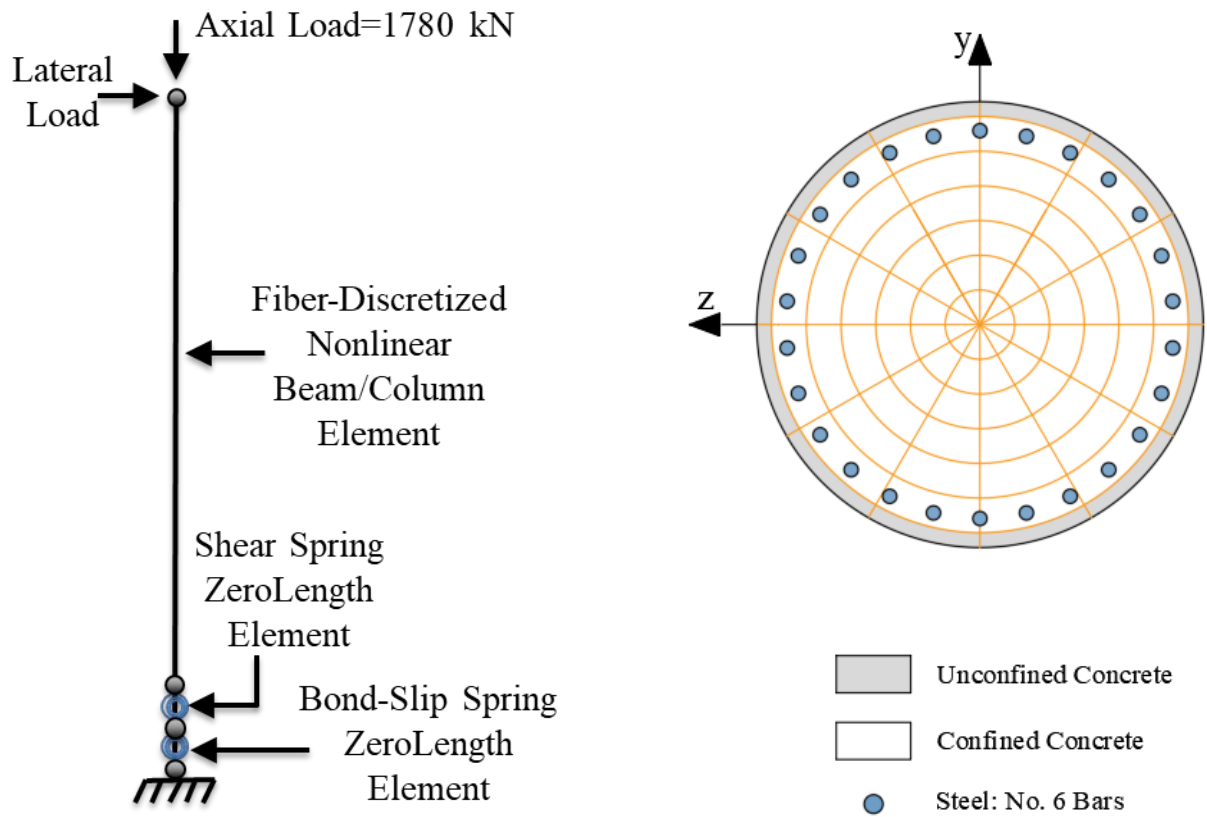 Axial Load=1780 kN
Lateral
Load
Fiber-Discretized
Nonlinear
Beam/Column
Element
Shear Spring
ZeroLength
Element
Bond-Slip Spring
ZeroLength
Element
y
z
Unconfined Concrete
Confined Concrete
Steel: No. 6 Bars